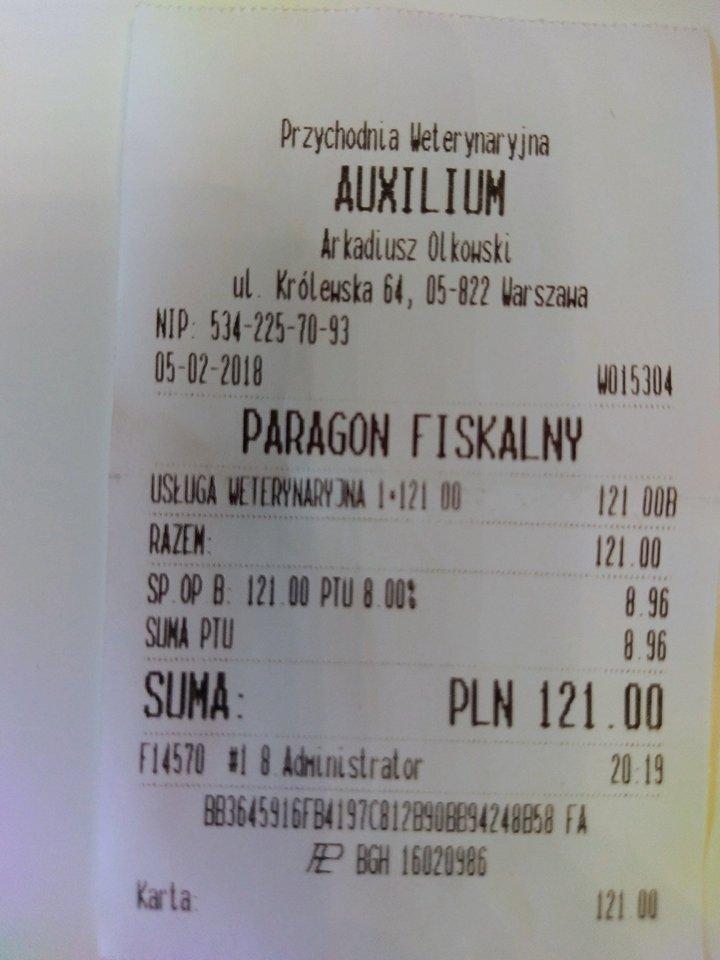 Przychodnia Weterynaryjna
AUXILIUM
Arkadiusz Olkowski
ul. Królewska 64, 05-822 Warszawa
NIP: 534-225-70-93
05-02-2018 W015304
PARAGON FISKALNY
USŁUGA WETERYNARYJNA 1*121.00 121.00B
RAZEM: 121.00
SP.OP.B: 121.00 PTU 8.00% 8.96
SUMA PTU 8.96
SUMA: PLN 121.00
F14570 #1 8 Administrator 20:19
BB3645916FB4197C812B90BB94248B58 FA
BGH 16020986
Karta: 121.00